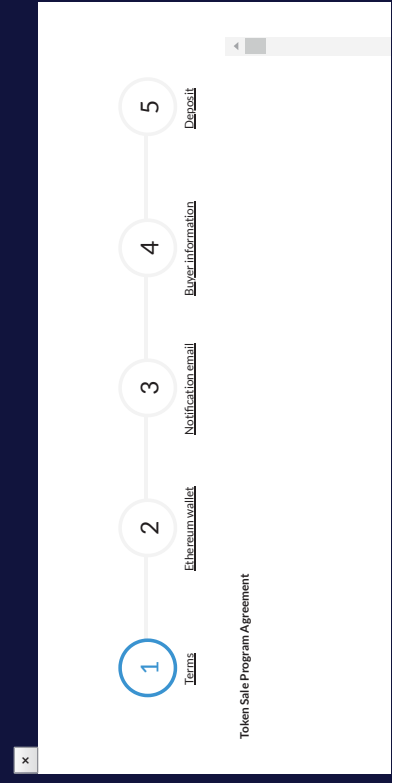 ×
1 2 3 4 5
Terms Ethereum wallet Notification email Buyer information Deposit
Token Sale Program Agreement